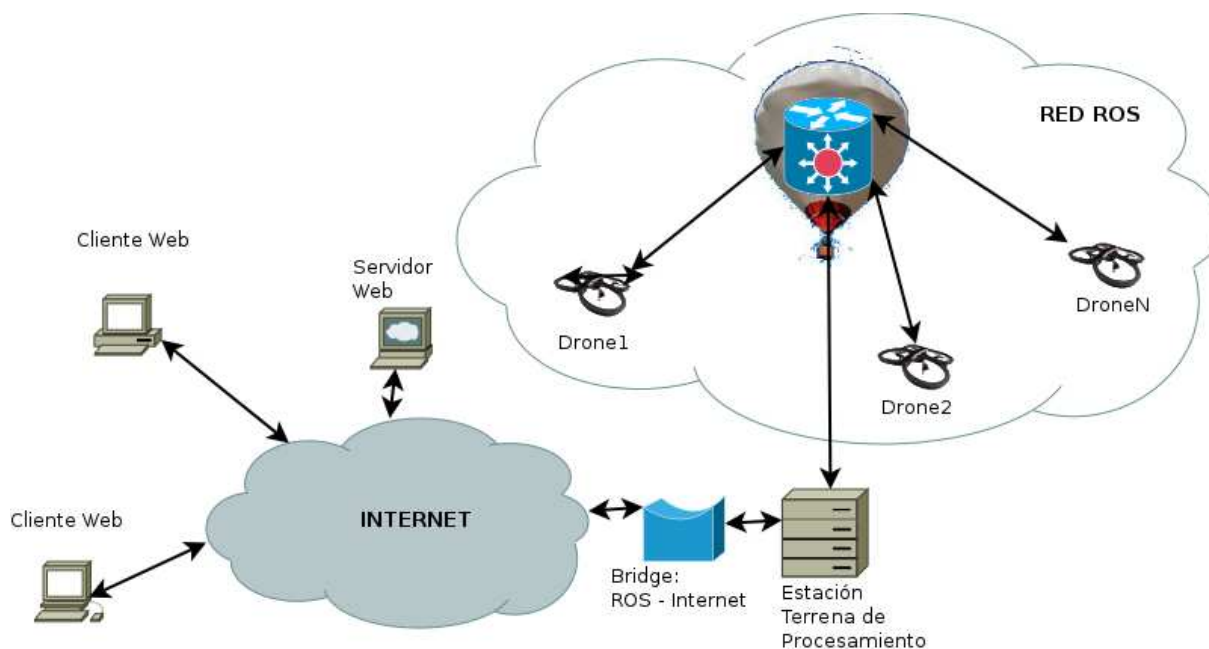 RED ROS
Cliente Web
Servidor
Web
DroneN
Drone1
Drone2
Cliente Web
INTERNET
Bridge:
ROS - Internet
Estación
Terrena de
Procesamiento